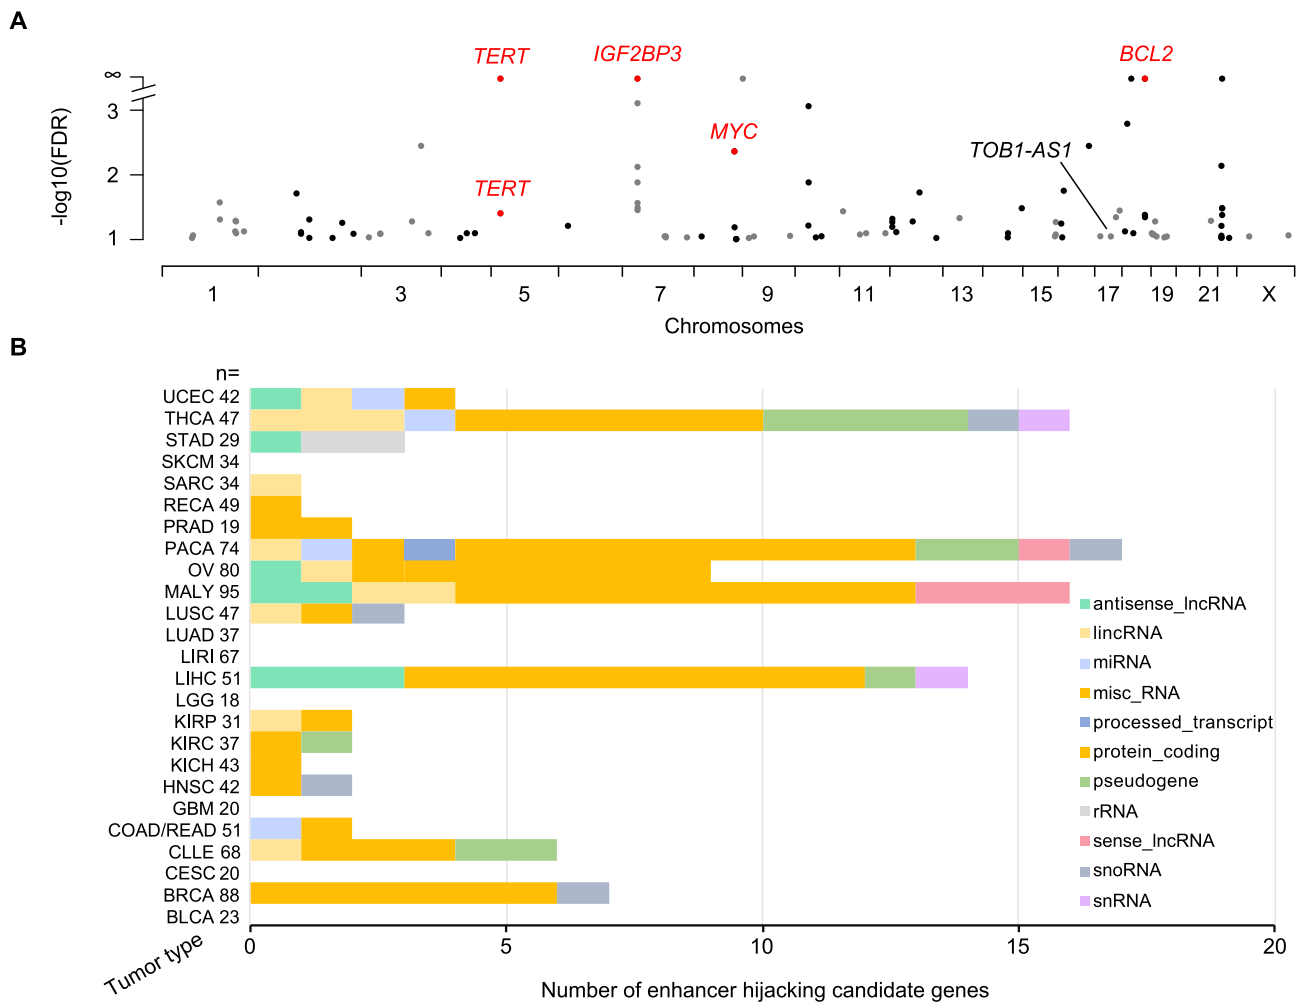 A
TERT
IGF2BP3
BCL2
∞
3
MYC
TOB1-AS1
2
TERT
1
-log10(FDR)
1 3 5 7 9 11 13 15 17 19 21 X
Chromosomes
B
n=
UCEC 42
THCA 47
STAD 29
SKCM 34
SARC 34
RECA 49
PRAD 19
PACA 74
OV 80
MALY 95
LUSC 47
LUAD 37
LIRI 67
LIHC 51
LGG 18
KIRP 31
KIRC 37
KICH 43
HNSC 42
GBM 20
COAD/READ 51
CLLE 68
CESC 20
BRCA 88
BLCA 23
antisense_lncRNA
lincRNA
miRNA
misc_RNA
processed_transcript
protein_coding
pseudogene
rRNA
sense_lncRNA
snoRNA
snRNA
Tumor type
0 5 10 15 20
Number of enhancer hijacking candidate genes